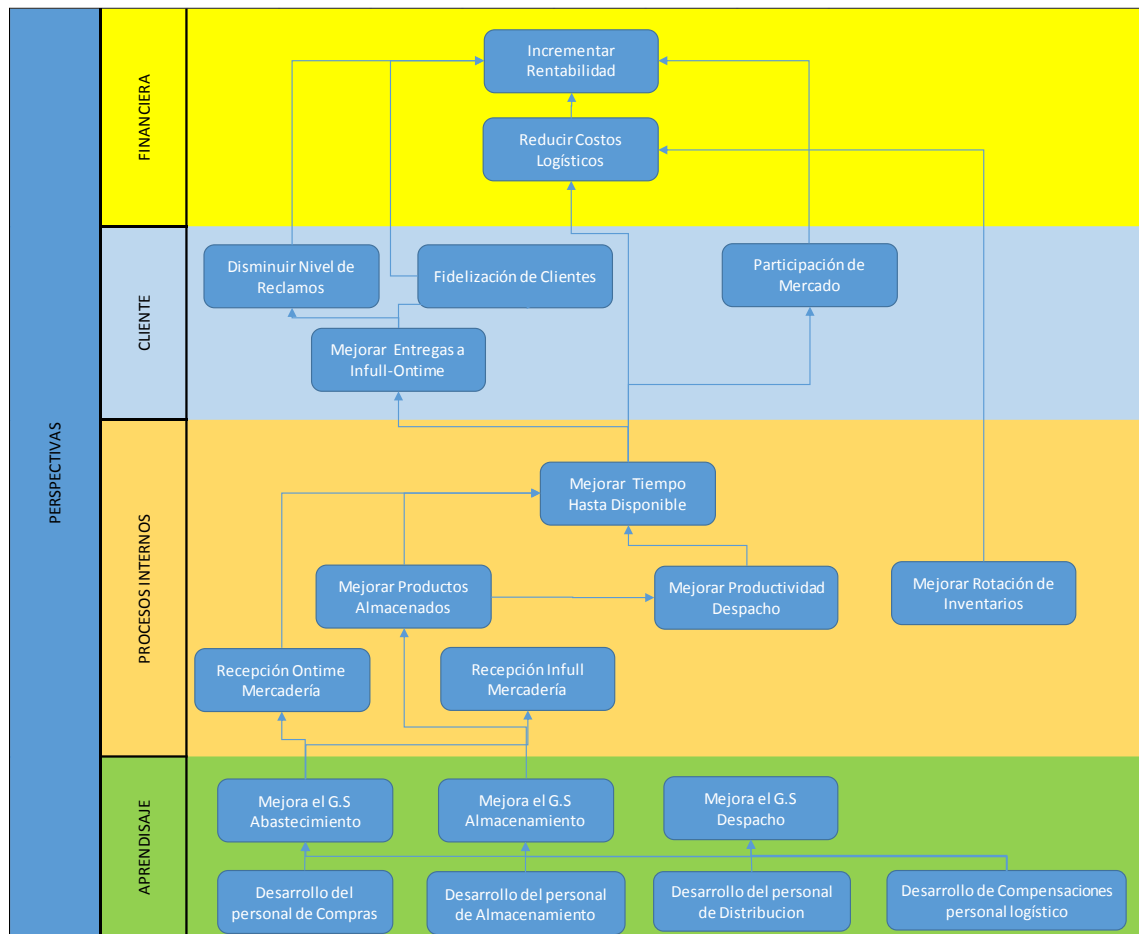 PERSPECTIVAS
FINANCIERA
Incrementar
Rentabilidad
Reducir Costos
Logísticos
CLIENTE
Disminuir Nivel de
Reclamos
Fidelización de Clientes
Participación de
Mercado
Mejorar Entregas a
Infull-Ontime
PROCESOS INTERNOS
Mejorar Tiempo
Hasta Disponible
Mejorar Productos
Almacenados
Mejorar Productividad
Despacho
Mejorar Rotación de
Inventarios
Recepción Ontime
Mercadería
Recepción Infull
Mercadería
APRENDISAJE
Mejora el G.S
Abastecimiento
Mejora el G.S
Almacenamiento
Mejora el G.S
Despacho
Desarrollo del
personal de Compras
Desarrollo del personal
de Almacenamiento
Desarrollo del personal
de Distribucion
Desarrollo de Compensaciones
personal logístico